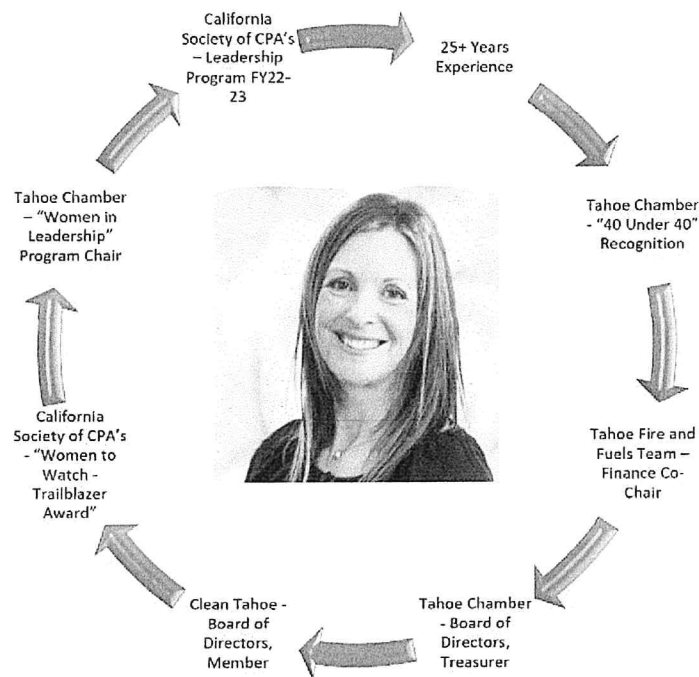 California
Society of CPA's
– Leadership
Program FY22-
23
25+ Years
Experience
Tahoe Chamber
- "40 Under 40"
Recognition
Tahoe Fire and
Fuels Team –
Finance Co-
Chair
Tahoe Chamber
- Board of
Directors,
Treasurer
Clean Tahoe -
Board of
Directors,
Member
California
Society of CPA's
- "Women to
Watch -
Trailblazer
Award"
Tahoe Chamber
– "Women in
Leadership"
Program Chair